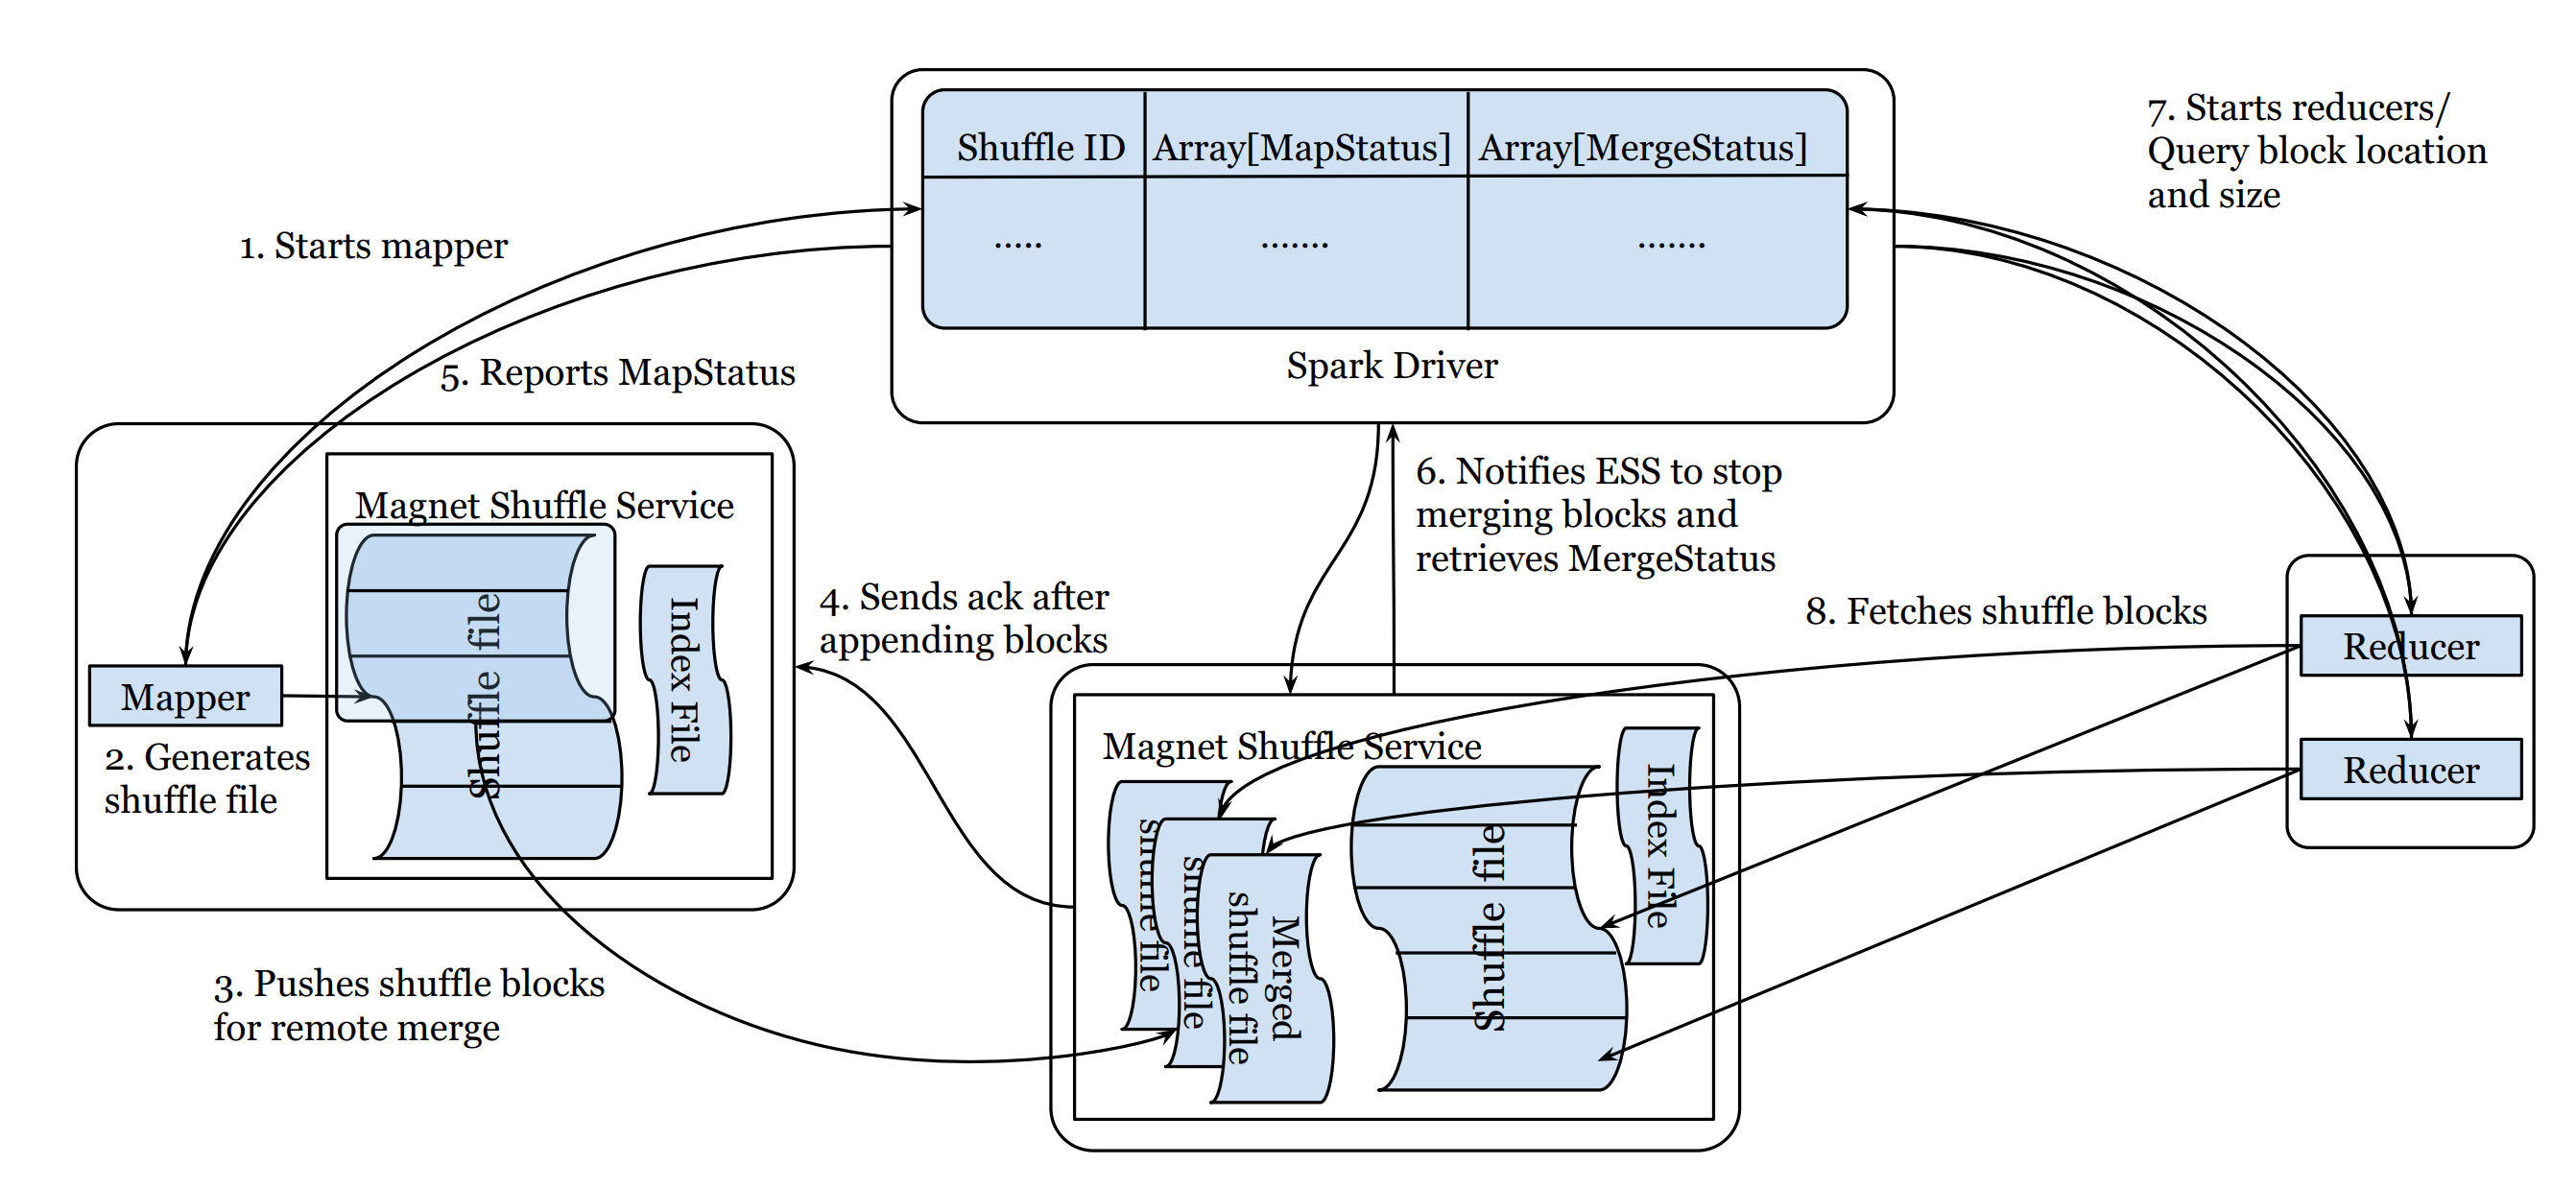 Shuffle ID
Array[MapStatus]
Array[MergeStatus]
.....
.......
.......
Spark Driver
7. Starts reducers/
Query block location
and size
1. Starts mapper
5. Reports MapStatus
Magnet Shuffle Service
Shuffle file
Index File
Mapper
2. Generates
shuffle file
4. Sends ack after
appending blocks
6. Notifies ESS to stop
merging blocks and
retrieves MergeStatus
8. Fetches shuffle blocks
Reducer
Reducer
3. Pushes shuffle blocks
for remote merge
Magnet Shuffle Service
shuffle file
shuffle file
Merged
shuffle file
Shuffle file
Index File